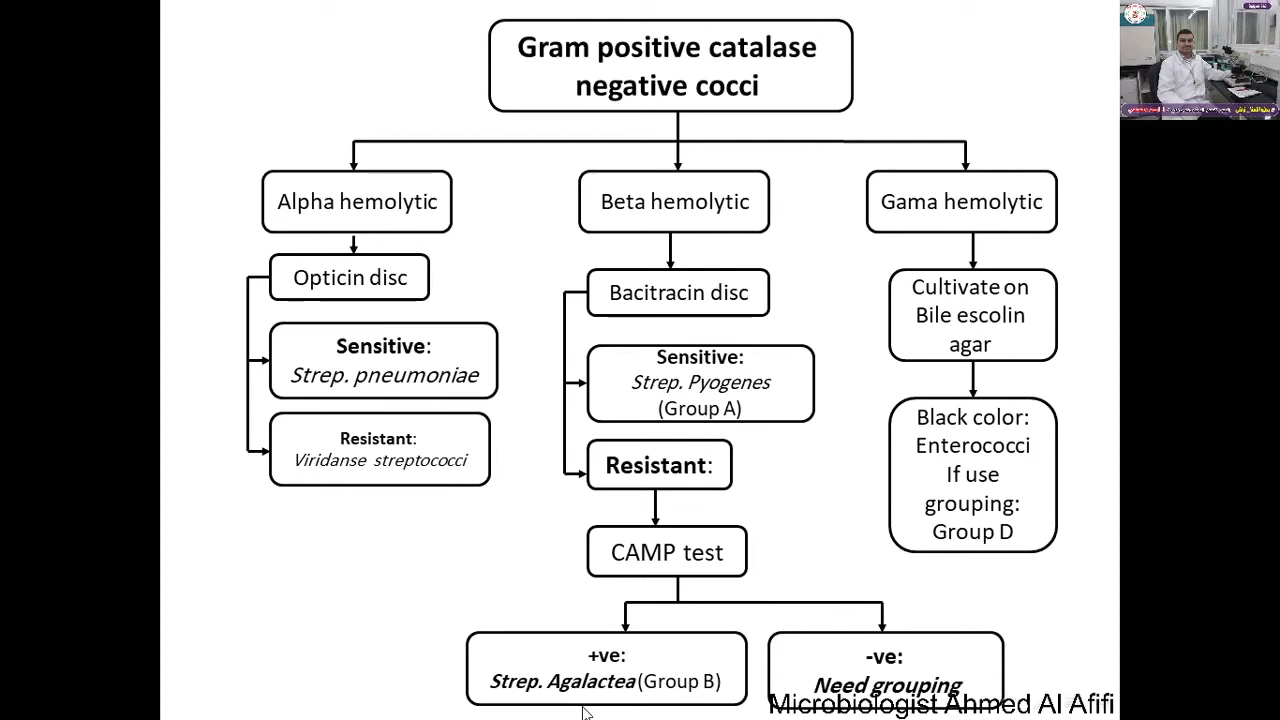 Gram positive catalase
negative cocci
Alpha hemolytic
Beta hemolytic
Gama hemolytic
Opticin disc
Sensitive:
Strep. pneumoniae
Resistant:
Viridanse streptococci
Bacitracin disc
Sensitive:
Strep. Pyogenes
(Group A)
Resistant:
CAMP test
+ve:
Strep. Agalactea (Group B)
-ve:
Need grouping
Cultivate on
Bile escolin
agar
Black color:
Enterococci
If use
grouping:
Group D
Microbiologist Ahmed Al Afifi